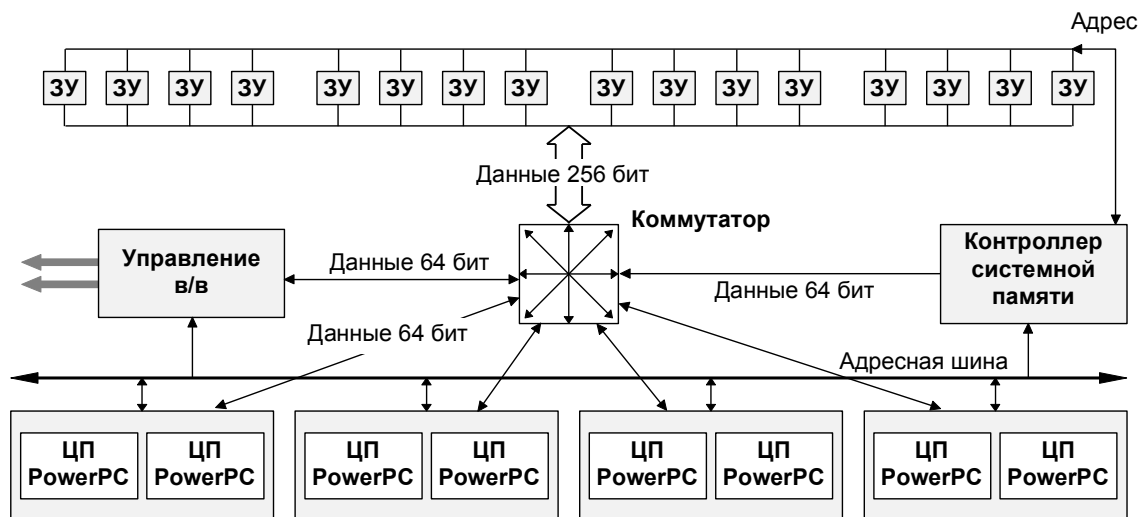 Адрес
ЗУ ЗУ ЗУ ЗУ ЗУ ЗУ ЗУ ЗУ ЗУ ЗУ ЗУ ЗУ ЗУ ЗУ ЗУ ЗУ
Данные 256 бит
Коммутатор
Управление
в/в
Данные 64 бит
Контроллер
системной
памяти
Данные 64 бит
Данные 64 бит
Адресная шина
ЦП ЦП ЦП ЦП ЦП ЦП ЦП ЦП
PowerPC PowerPC PowerPC PowerPC PowerPC PowerPC PowerPC PowerPC